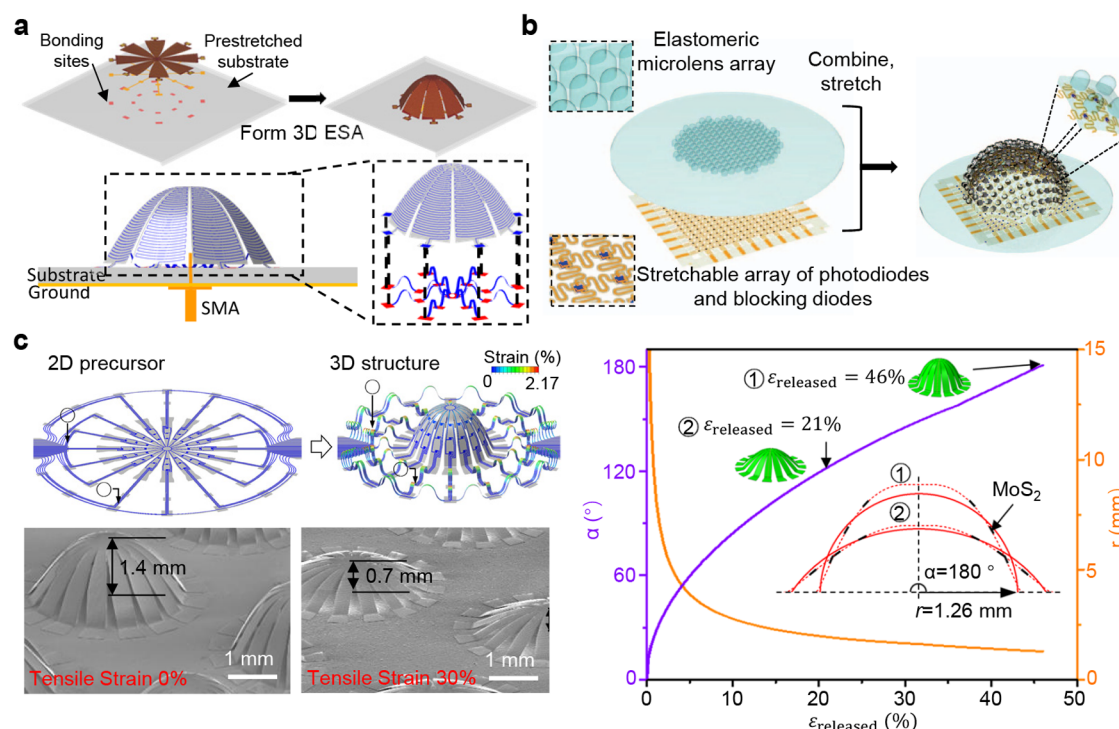 a
Bonding
sites
Prestretched
substrate
Form 3D ESA
Substrate
Ground
SMA
b
Elastomeric
microlens array
Combine,
stretch
Stretchable array of photodiodes
and blocking diodes
c
2D precursor
3D structure
Strain (%)
0
2.17
1.4 mm
1 mm
Tensile Strain 0%
0.7 mm
1 mm
Tensile Strain 30%
180
120
60
0
α (°)
15
10
5
0
r (mm)
① εreleased = 46%
② εreleased = 21%
①
②
MoS2
α=180 °
r=1.26 mm
0 10 20 30 40 50
εreleased (%)